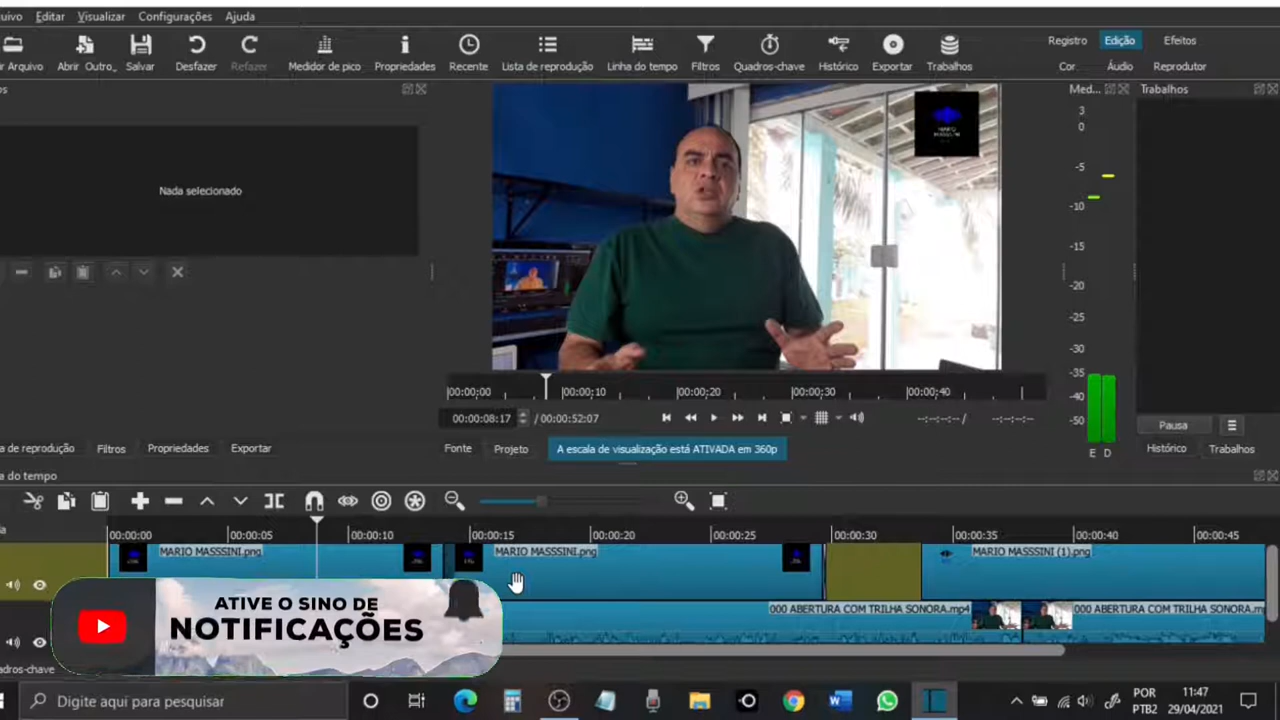 uivo Editar Visualizar Configurações Ajuda
ir Arquivo Abrir Outro_ Salvar Desfazer Refazer Medidor de pico Propriedades Recente Lista de reprodução Linha do tempo Filtros Quadros-chave Histórico Exportar Trabalhos
Registro Edição Efeitos
Cor Áudio Reprodutor
os
Med... Trabalhos
Nada selecionado
MARIO
MASSSINI
3
0
-5
-10
-15
-20
-25
-30
-35
-40
-50
E D
|00:00;00 |00:00;10 |00:00;20 |00:00;30 |00:00;40
00:00:08:17 / 00:00:52:07 --:--:--:-- / --:--:--:--
Pausa
a de reprodução Filtros Propriedades Exportar
Fonte Projeto A escala de visualização está ATIVADA em 360p
Histórico Trabalhos
a do tempo
00:00:00 00:00:05 00:00:10 00:00:15 00:00:20 00:00:25 00:00:30 00:00:35 00:00:40 00:00:45
MARIO MASSSINI.png MARIO MASSSINI.png MARIO MASSSINI (1).png
000 ABERTURA COM TRILHA SONORA.mp4 000 ABERTURA COM TRILHA SONORA.m
ATIVE O SINO DE
NOTIFICAÇÕES
adros-chave
Digite aqui para pesquisar
POR
PTB2
11:47
29/04/2021